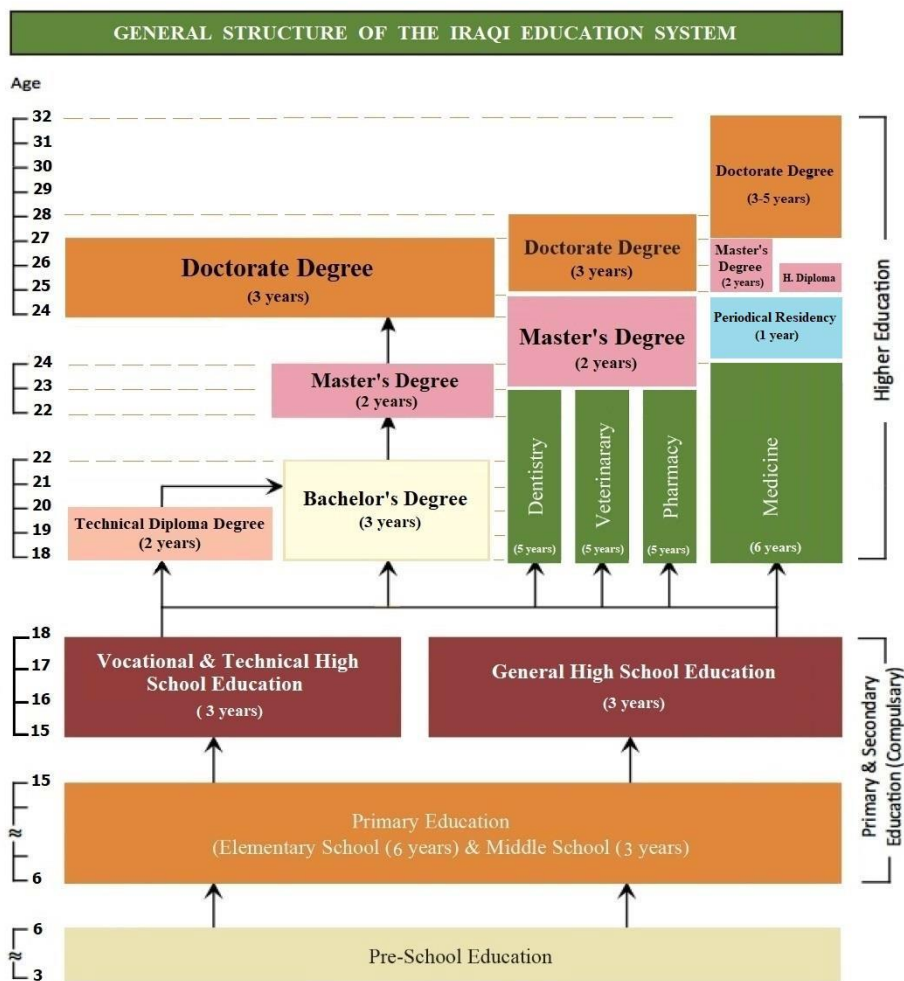 GENERAL STRUCTURE OF THE IRAQI EDUCATION SYSTEM
Age
32
31
30
29
28
27
26
25
24
Doctorate Degree
(3 years)
Doctorate Degree
(3 years)
Doctorate Degree
(3-5 years)
Master's
Degree
(2 years)
H. Diploma
Periodical Residency
(1 year)
Master's Degree
(2 years)
24
23
22
Master's Degree
(2 years)
22
21
20
19
18
Technical Diploma Degree
(2 years)
Bachelor's Degree
(3 years)
Dentistry
(5 years)
Veterinarary
(5 years)
Pharmacy
(5 years)
Medicine
(6 years)
Higher Education
18
17
16
15
Vocational & Technical High
School Education
( 3 years)
General High School Education
(3 years)
Primary & Secondary
Education (Compulsary)
15
≈
6
Primary Education
(Elementary School (6 years) & Middle School (3 years)
6
≈
3
Pre-School Education